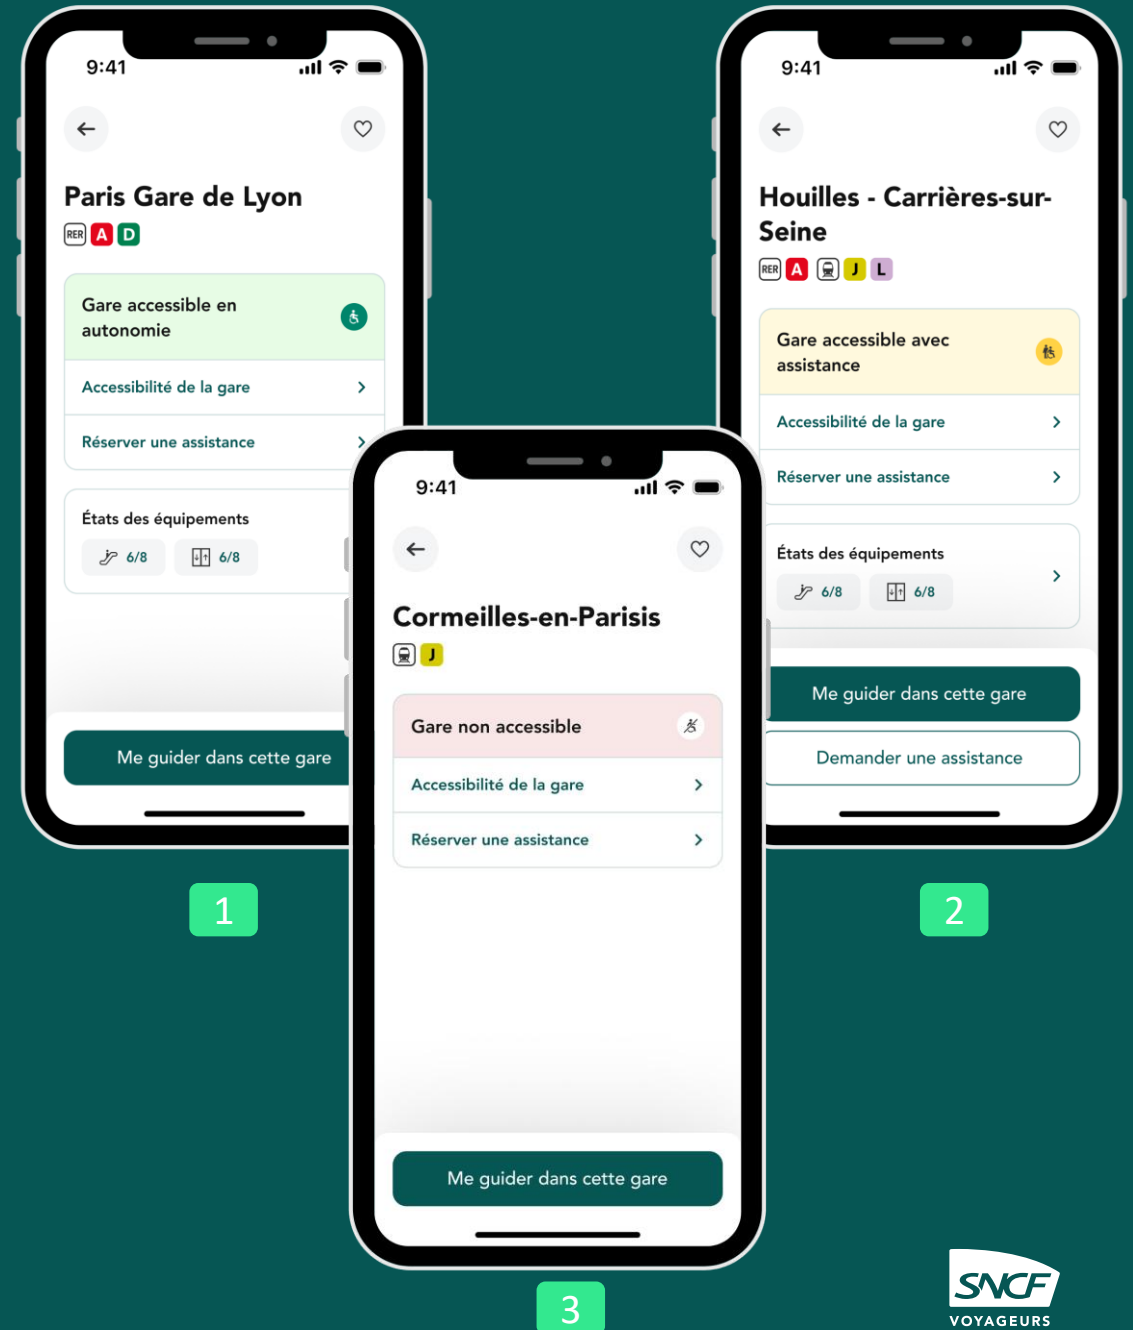 9:41
Paris Gare de Lyon
RER A D
Gare accessible en
autonomie
Accessibilité de la gare
Réserver une assistance
États des équipements
6/8 6/8
Me guider dans cette gare
1
9:41
Houilles - Carrières-sur-
Seine
RER A J L
Gare accessible avec
assistance
Accessibilité de la gare
Réserver une assistance
États des équipements
6/8 6/8
Me guider dans cette gare
Demander une assistance
2
9:41
Cormeilles-en-Parisis
J
Gare non accessible
Accessibilité de la gare
Réserver une assistance
Me guider dans cette gare
3
SNCF
VOYAGEURS